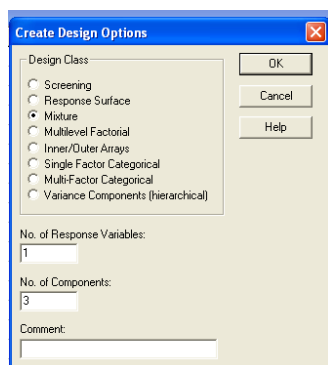 Create Design Options
Design Class
Screening
Response Surface
Mixture
Multilevel Factorial
Inner/Outer Arrays
Single Factor Categorical
Multi-Factor Categorical
Variance Components (hierarchical)
OK
Cancel
Help
No. of Response Variables:
1
No. of Components:
3
Comment: